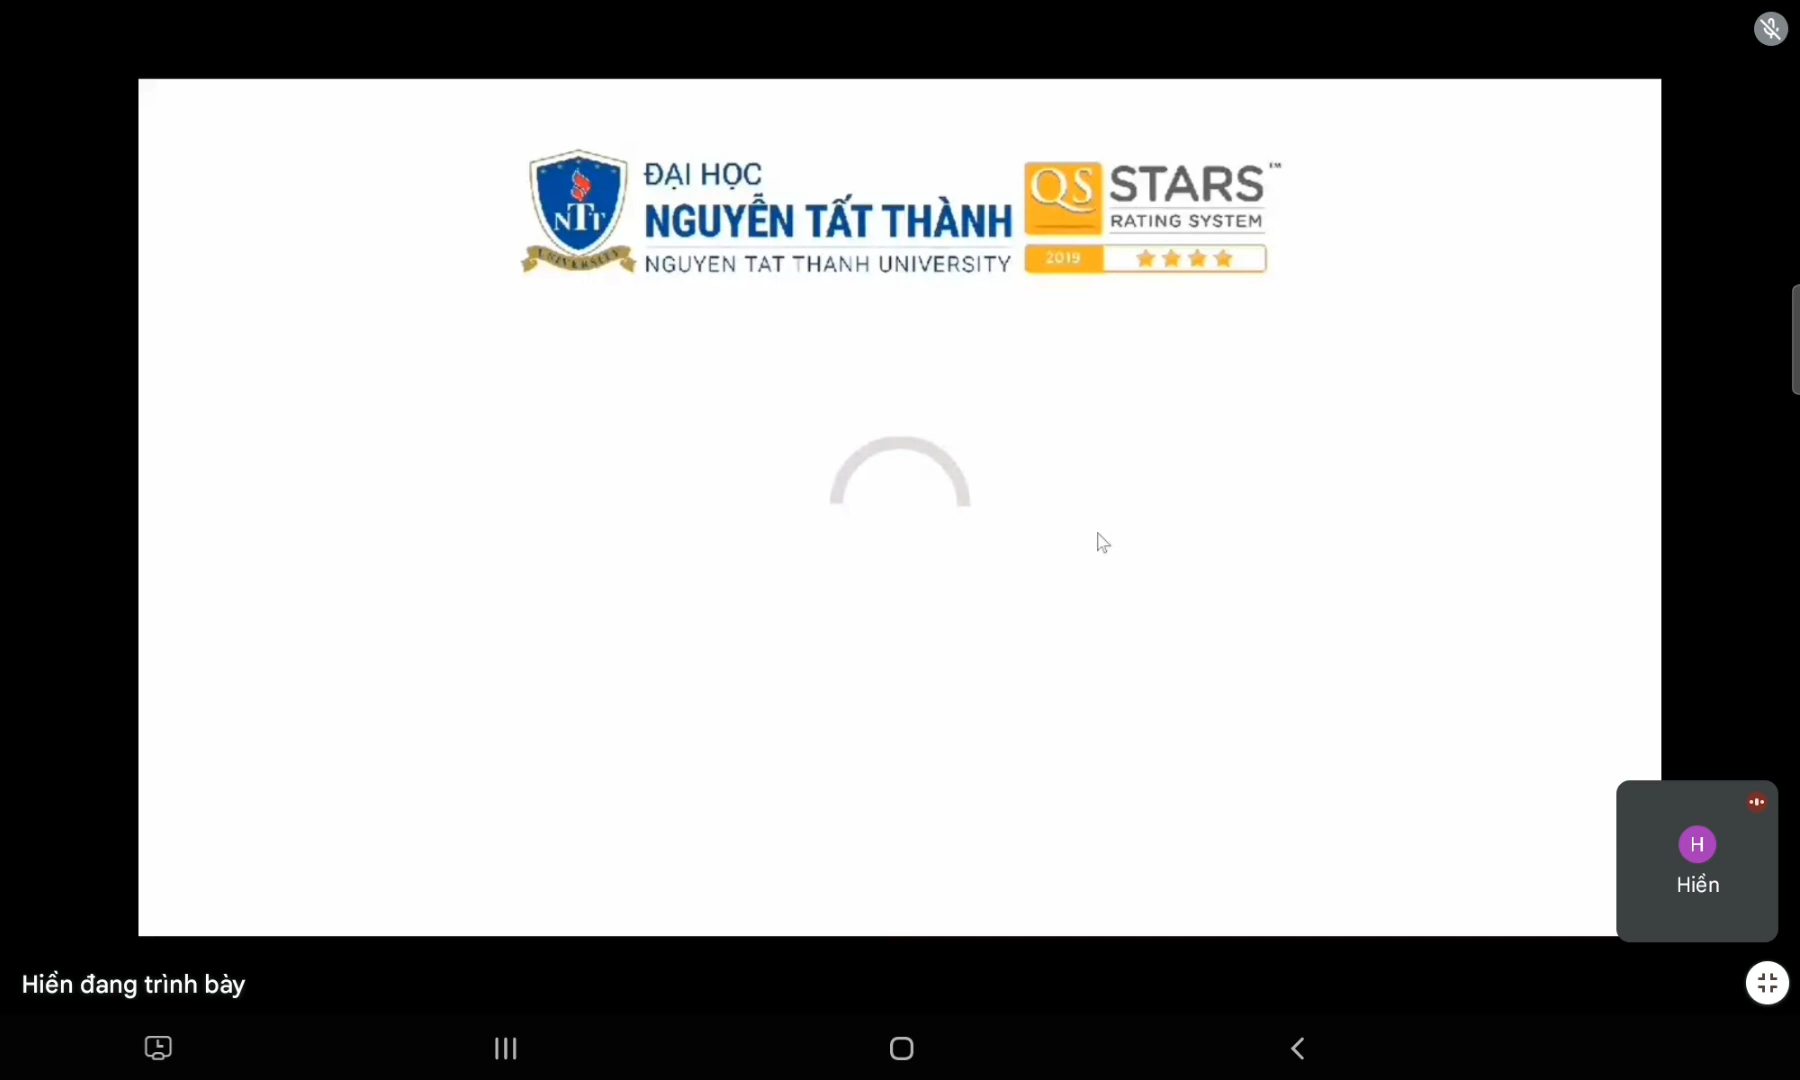 ĐẠI HỌC
NGUYỄN TẤT THÀNH
NGUYEN TAT THANH UNIVERSITY
NTT
UNIVERSITY
QS STARS™
RATING SYSTEM
2019
H
Hiền
Hiền đang trình bày